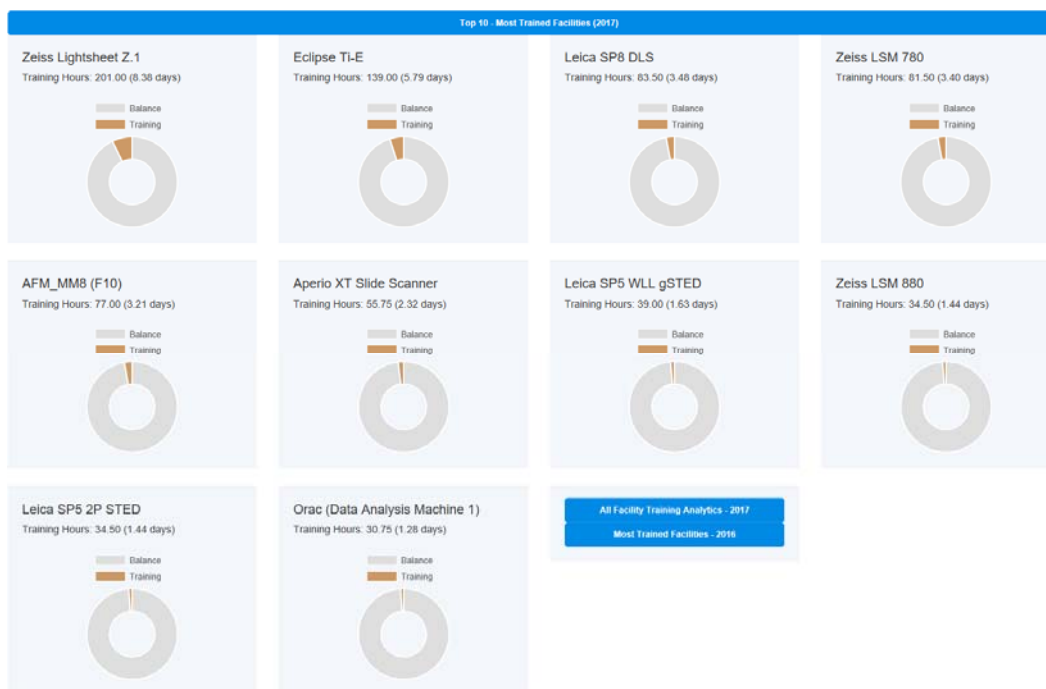 Top 10 - Most Trained Facilities (2017)
Zeiss Lightsheet Z.1
Training Hours: 201.00 (8.38 days)
Balance
Training
Eclipse Ti-E
Training Hours: 139.00 (5.79 days)
Balance
Training
Leica SP8 DLS
Training Hours: 83.50 (3.48 days)
Balance
Training
Zeiss LSM 780
Training Hours: 81.50 (3.40 days)
Balance
Training
AFM_MM8 (F10)
Training Hours: 77.00 (3.21 days)
Balance
Training
Aperio XT Slide Scanner
Training Hours: 55.75 (2.32 days)
Balance
Training
Leica SP5 WLL gSTED
Training Hours: 39.00 (1.63 days)
Balance
Training
Zeiss LSM 880
Training Hours: 34.50 (1.44 days)
Balance
Training
Leica SP5 2P STED
Training Hours: 34.50 (1.44 days)
Balance
Training
Orac (Data Analysis Machine 1)
Training Hours: 30.75 (1.28 days)
Balance
Training
All Facility Training Analytics - 2017
Most Trained Facilities - 2016